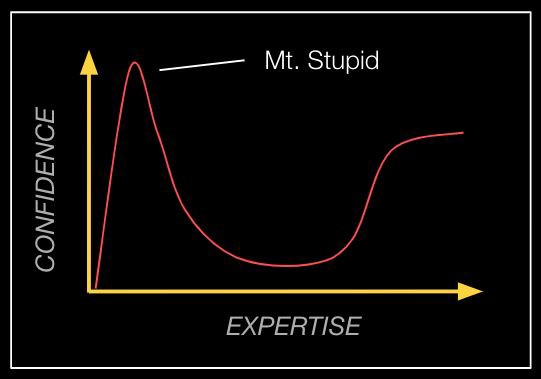 Mt. Stupid
CONFIDENCE
EXPERTISE